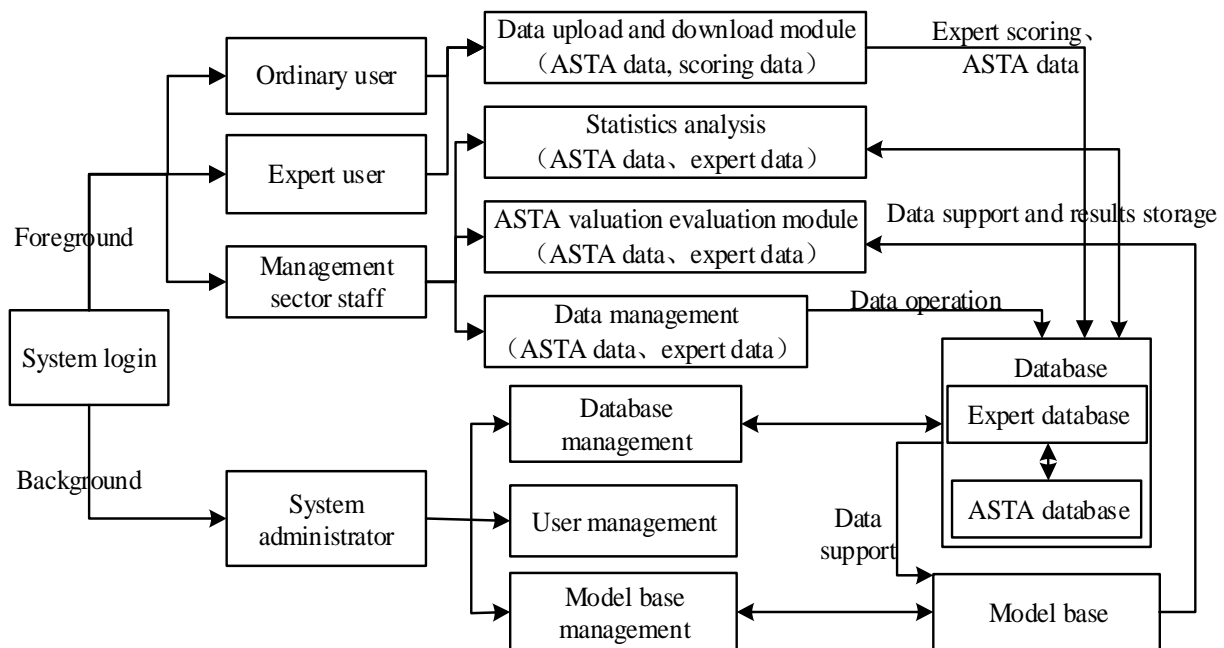 Data upload and download module
（ASTA data, scoring data）
Expert scoring、
ASTA data
Ordinary user
Statistics analysis
（ASTA data、expert data）
Expert user
Foreground
ASTA valuation evaluation module
（ASTA data、expert data）
Data support and results storage
Management
sector staff
Data management
（ASTA data、expert data）
Data operation
System login
Database
Expert database
ASTA database
Database
management
Background
System
administrator
User management
Data
support
Model base
management
Model base